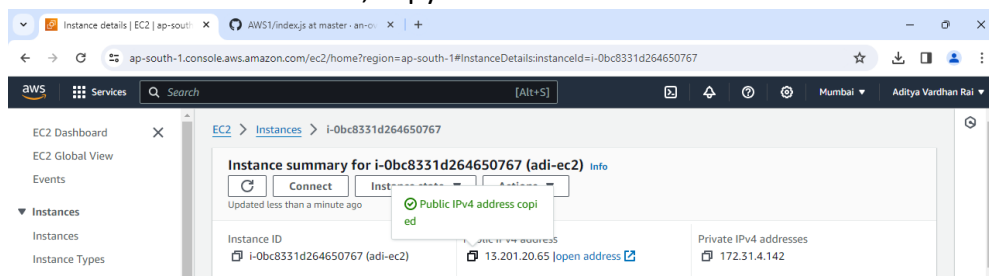 Instance details | EC2 | ap-south
AWS1/index.js at master · an-o
ap-south-1.console.aws.amazon.com/ec2/home?region=ap-south-1#InstanceDetails:instanceId=i-0bc8331d264650767
aws Services Search [Alt+S] Mumbai Aditya Vardhan Rai
EC2 Dashboard
EC2 Global View
Events
Instances
Instances
Instance Types
EC2 > Instances > i-0bc8331d264650767
Instance summary for i-0bc8331d264650767 (adi-ec2) Info
Connect
Updated less than a minute ago
Public IPv4 address copi
ed
Instance ID
i-0bc8331d264650767 (adi-ec2)
address
13.201.20.65 |open address
Private IPv4 addresses
172.31.4.142